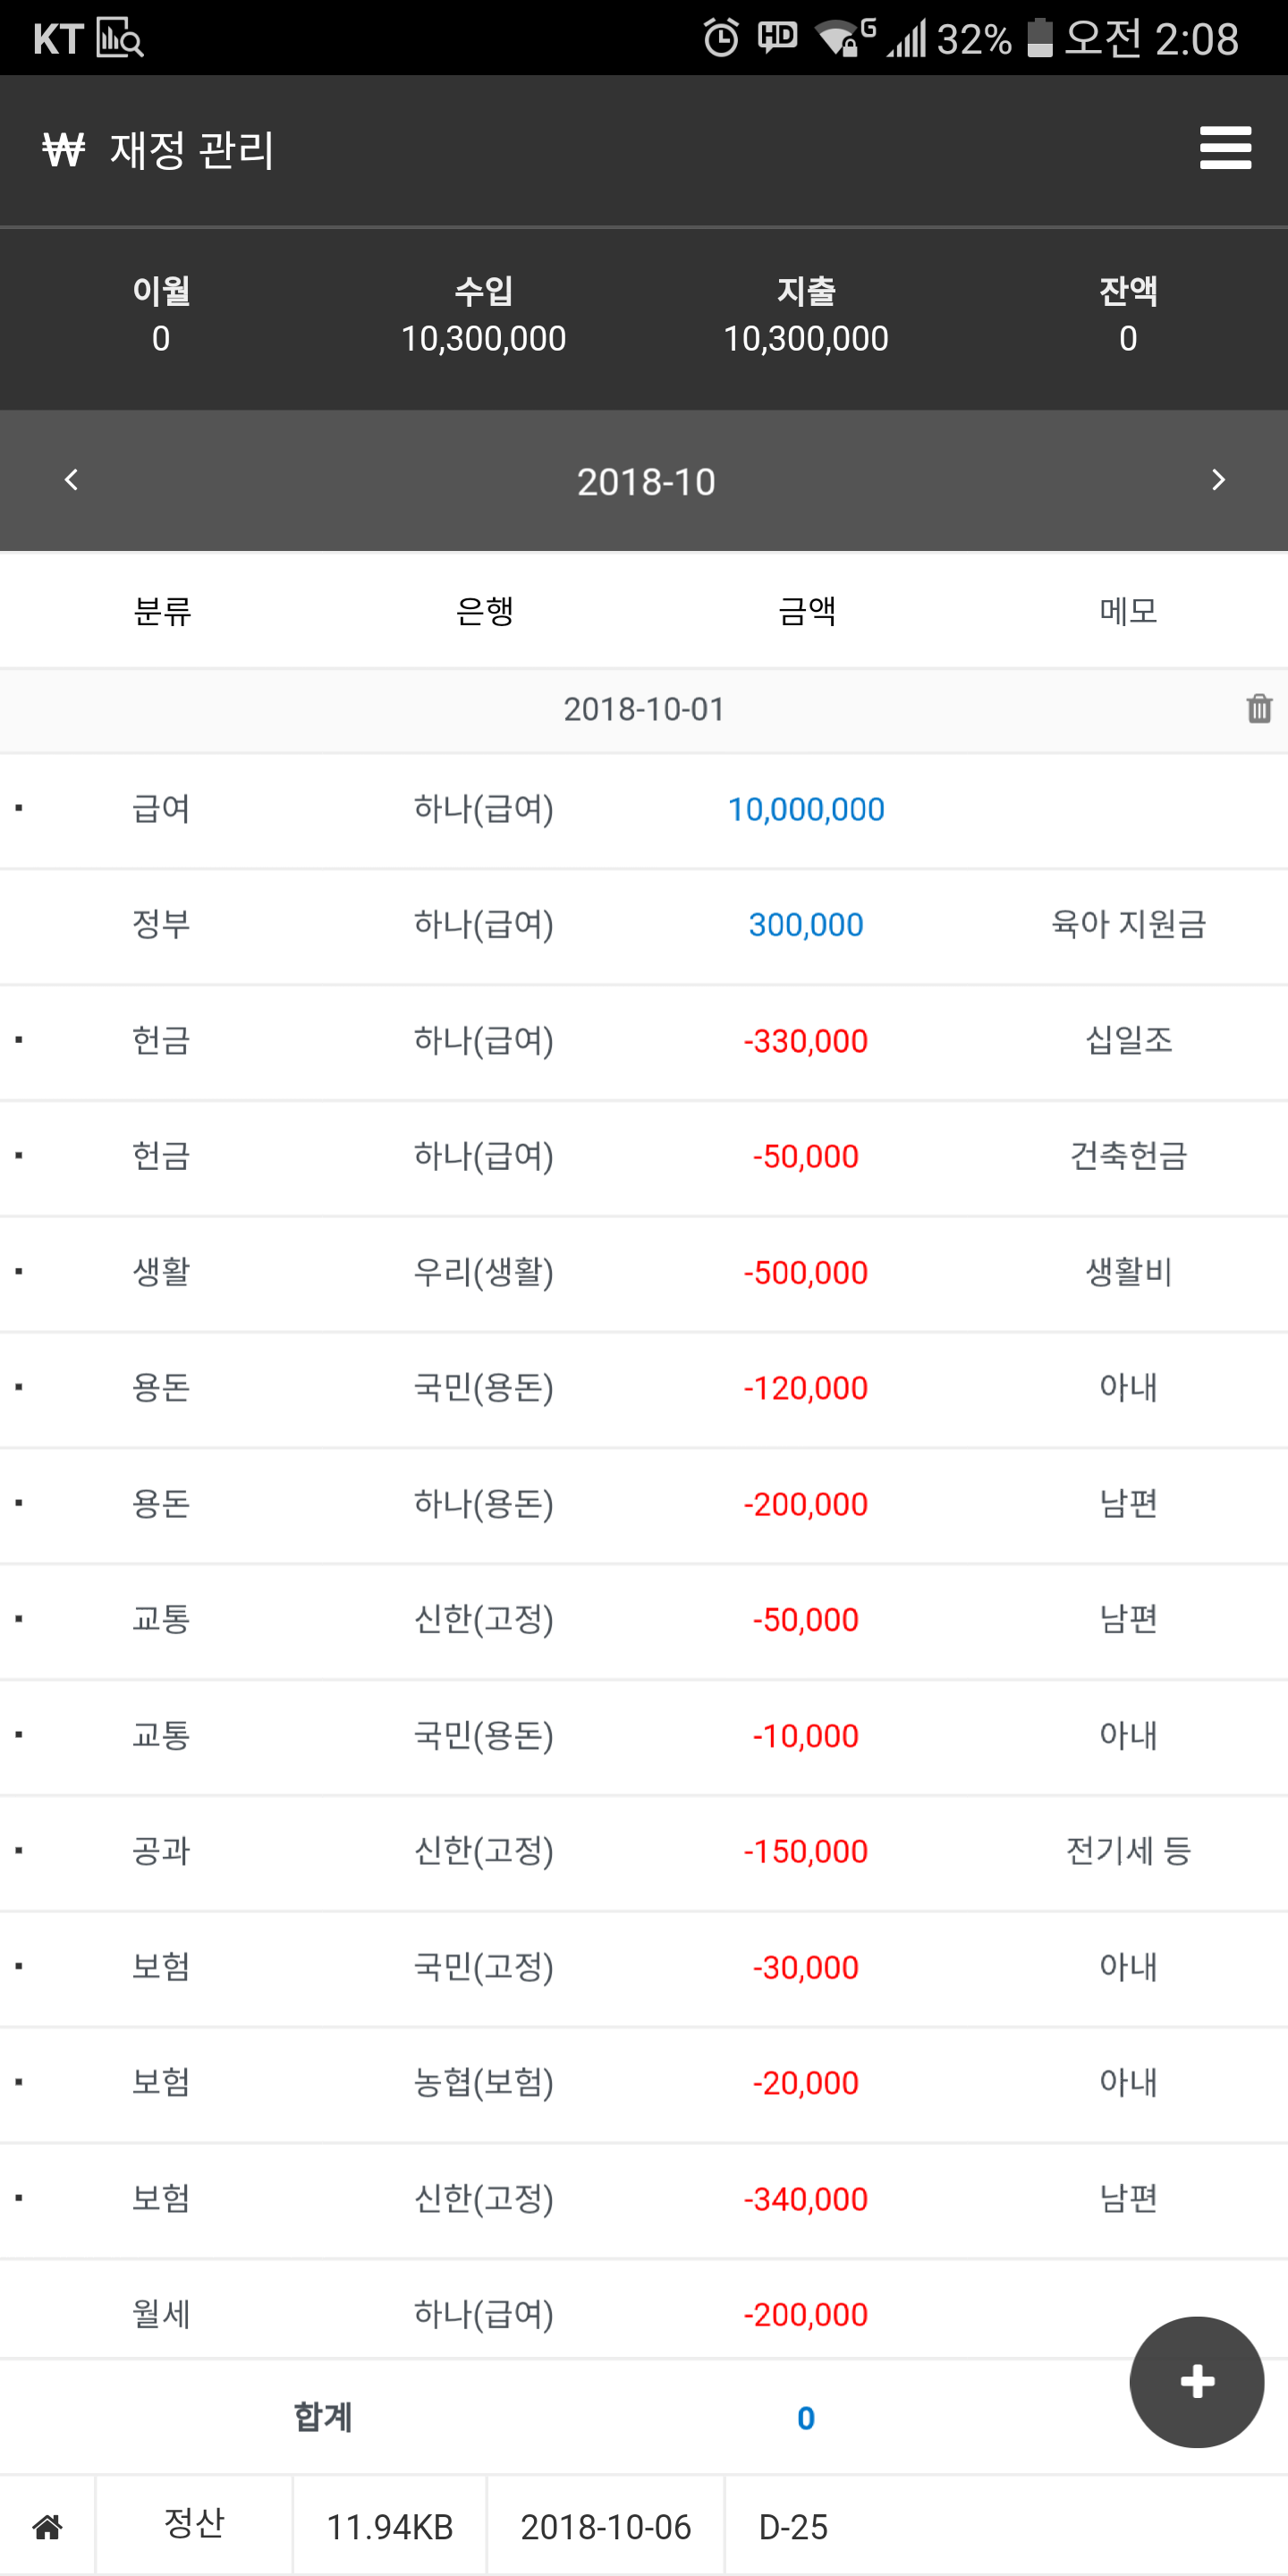 KT HD G 32% 오전 2:08
₩ 재정 관리
이월 수입 지출 잔액
0 10,300,000 10,300,000 0
2018-10
분류 은행 금액 메모
2018-10-01
급여 하나(급여) 10,000,000
정부 하나(급여) 300,000 육아 지원금
헌금 하나(급여) -330,000 십일조
헌금 하나(급여) -50,000 건축헌금
생활 우리(생활) -500,000 생활비
용돈 국민(용돈) -120,000 아내
용돈 하나(용돈) -200,000 남편
교통 신한(고정) -50,000 남편
교통 국민(용돈) -10,000 아내
공과 신한(고정) -150,000 전기세 등
보험 국민(고정) -30,000 아내
보험 농협(보험) -20,000 아내
보험 신한(고정) -340,000 남편
월세 하나(급여) -200,000
합계 0
정산 11.94KB 2018-10-06 D-25